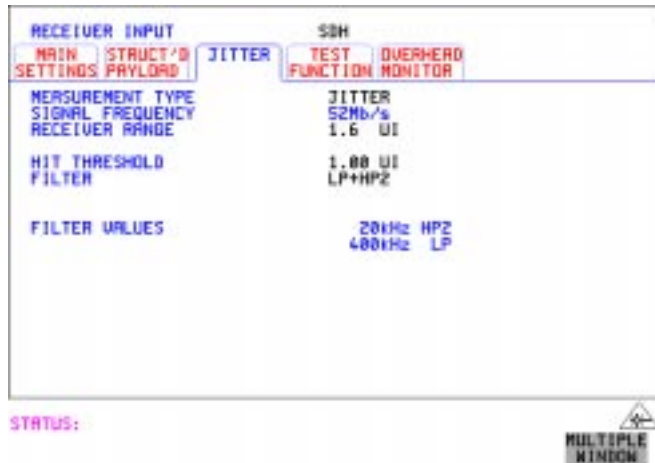 RECEIVER INPUT SDH
MAIN SETTINGS STRUCT'D PAYLOAD JITTER TEST FUNCTION OVERHEAD MONITOR
MEASUREMENT TYPE JITTER
SIGNAL FREQUENCY 52Mb/s
RECEIVER RANGE 1.6 UI
HIT THRESHOLD 1.00 UI
FILTER LP+HP2
FILTER VALUES 20kHz HP2
400kHz LP
STATUS:
MULTIPLE
WINDOW